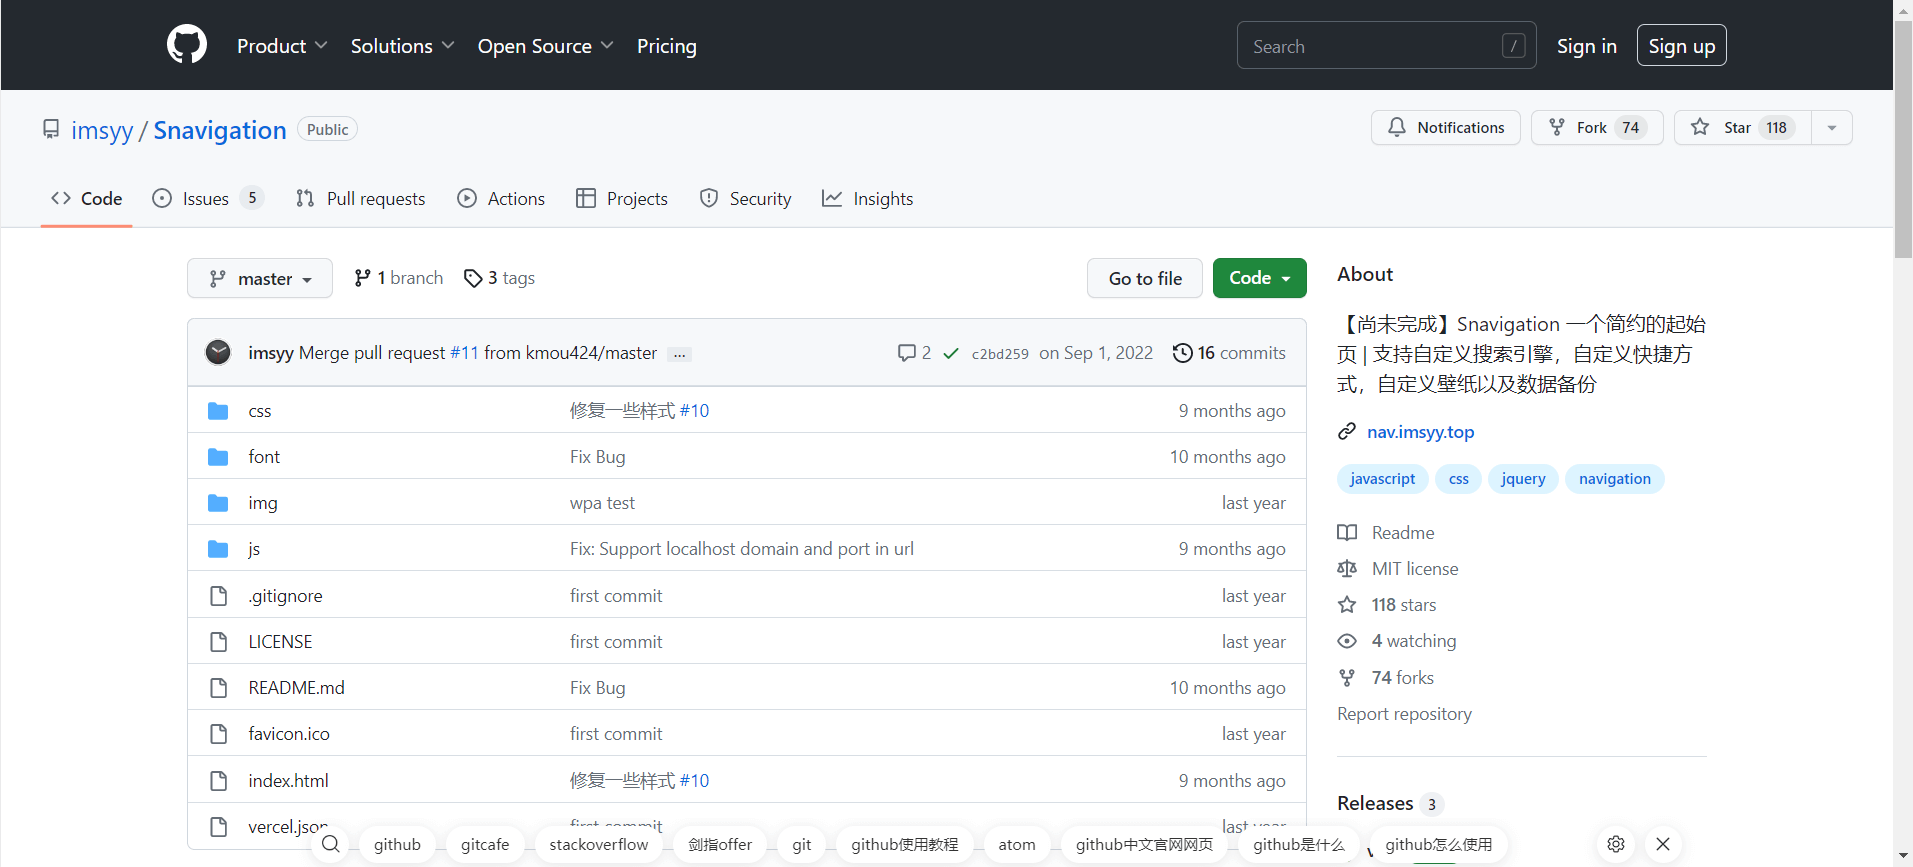 Product Solutions Open Source Pricing Search / Sign in Sign up
imsyy / Snavigation Public Notifications Fork 74 Star 118
Code Issues 5 Pull requests Actions Projects Security Insights
master 1 branch 3 tags Go to file Code
imsyy Merge pull request #11 from kmou424/master ... 2 c2bd259 on Sep 1, 2022 16 commits
css 修复一些样式 #10 9 months ago
font Fix Bug 10 months ago
img wpa test last year
js Fix: Support localhost domain and port in url 9 months ago
.gitignore first commit last year
LICENSE first commit last year
README.md Fix Bug 10 months ago
favicon.ico first commit last year
index.html 修复一些样式 #10 9 months ago
vercel.json first commit last year
About
【尚未完成】Snavigation 一个简约的起始
页 | 支持自定义搜索引擎，自定义快捷方
式，自定义壁纸以及数据备份
nav.imsyy.top
javascript css jquery navigation
Readme
MIT license
118 stars
4 watching
74 forks
Report repository
Releases 3
github gitcafe stackoverflow 剑指offer git github使用教程 atom github中文官网网页 github是什么 github怎么使用